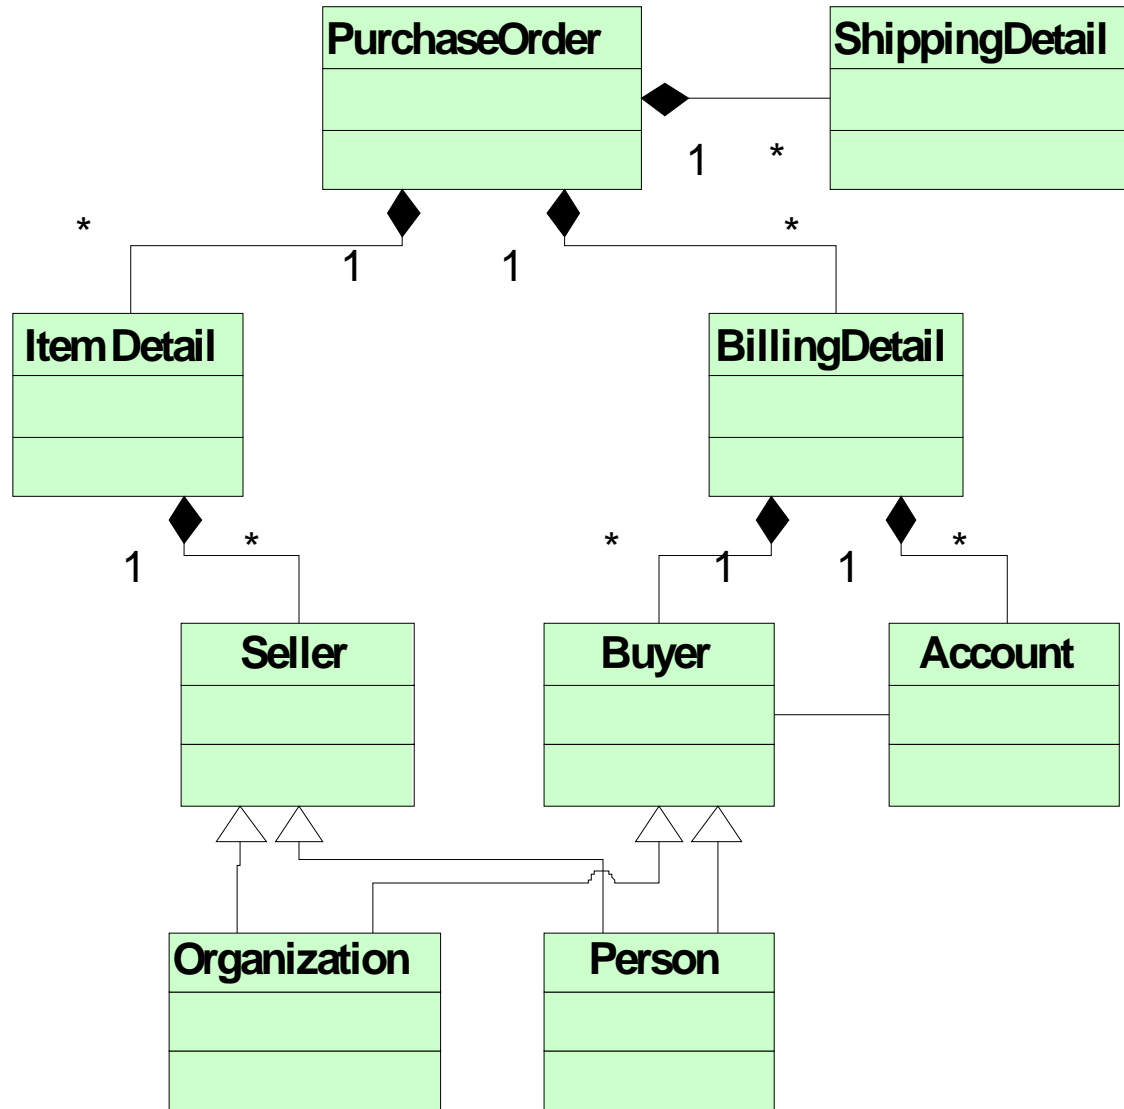 PurchaseOrder
ShippingDetail
1
*
*
1
1
*
Item Detail
BillingDetail
1
*
*
1
1
*
Seller
Buyer
Account
Organization
Person